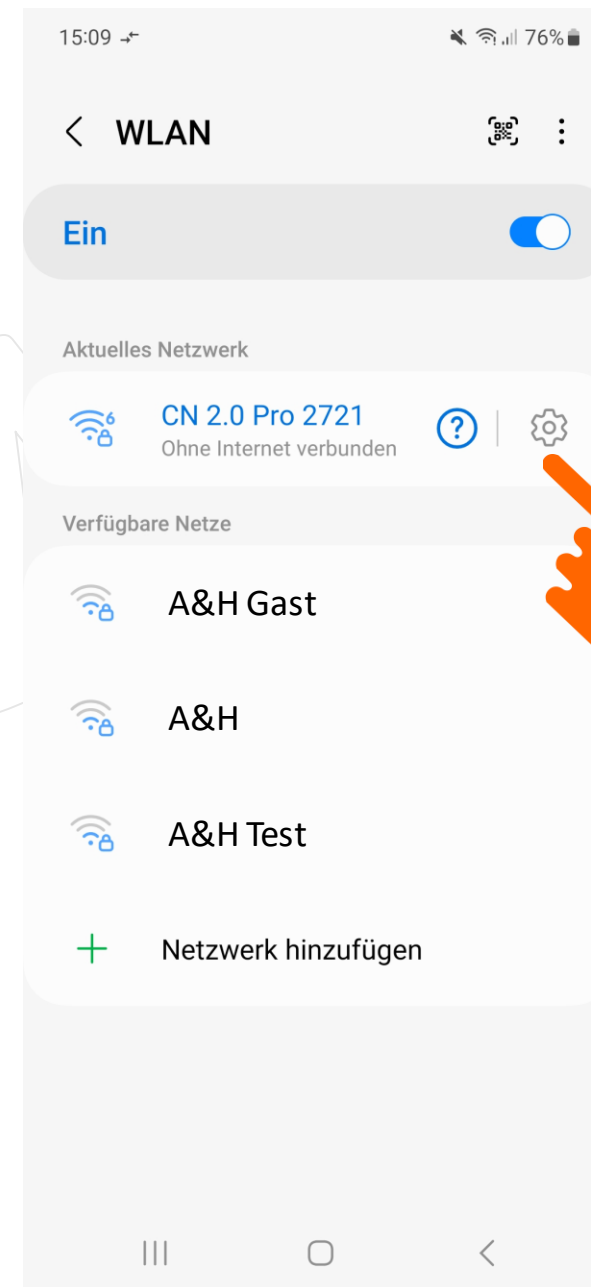 15:09 76%
WLAN
Ein
Aktuelles Netzwerk
6
CN 2.0 Pro 2721
?
Ohne Internet verbunden
Verfügbare Netze
A&H Gast
A&H
A&H Test
Netzwerk hinzufügen